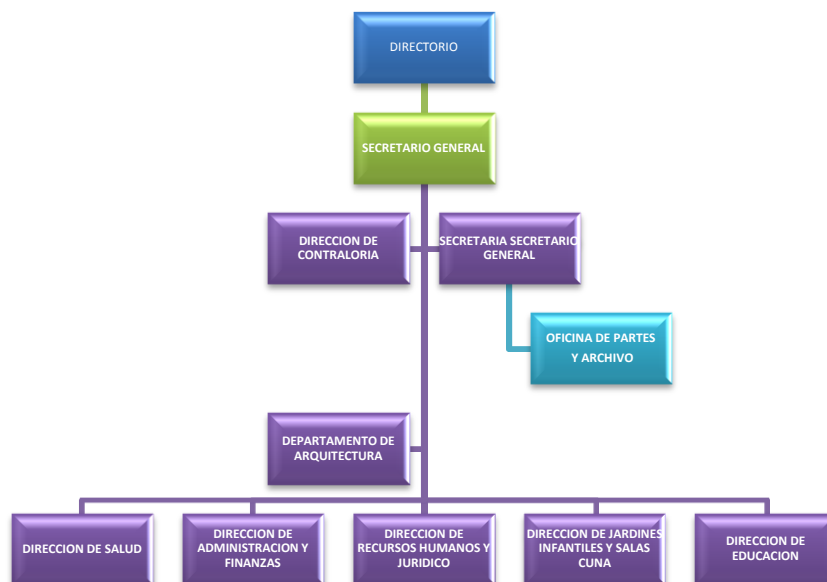 DIRECTORIO
SECRETARIO GENERAL
DIRECCION DE
CONTRALORIA
SECRETARIA SECRETARIO
GENERAL
OFICINA DE PARTES
Y ARCHIVO
DEPARTAMENTO DE
ARQUITECTURA
DIRECCION DE SALUD
DIRECCION DE
ADMINISTRACION Y
FINANZAS
DIRECCION DE
RECURSOS HUMANOS Y
JURIDICO
DIRECCION DE JARDINES
INFANTILES Y SALAS
CUNA
DIRECCION DE
EDUCACION